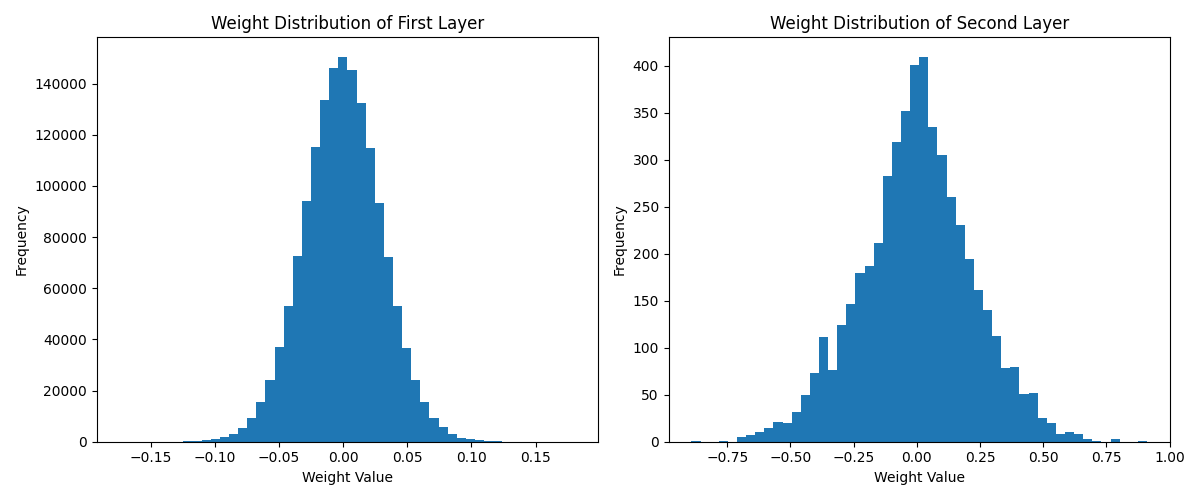 Weight Distribution of First Layer
Frequency
140000
120000
100000
80000
60000
40000
20000
0
−0.15 −0.10 −0.05 0.00 0.05 0.10 0.15
Weight Value
Weight Distribution of Second Layer
Frequency
400
350
300
250
200
150
100
50
0
−0.75 −0.50 −0.25 0.00 0.25 0.50 0.75 1.00
Weight Value